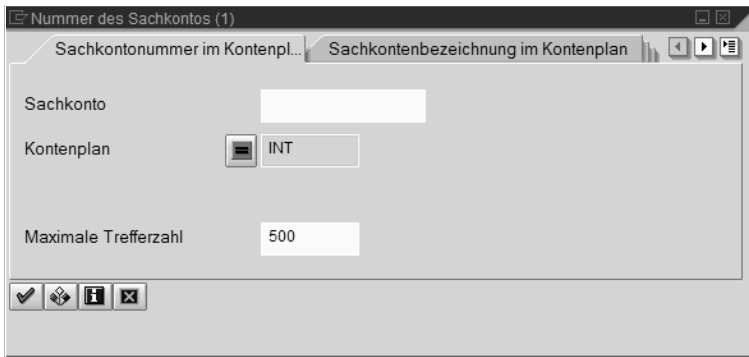 Nummer des Sachkontos (1)
Sachkontonummer im Kontenpl... Sachkontenbezeichnung im Kontenplan
Sachkonto
Kontenplan = INT
Maximale Trefferzahl 500